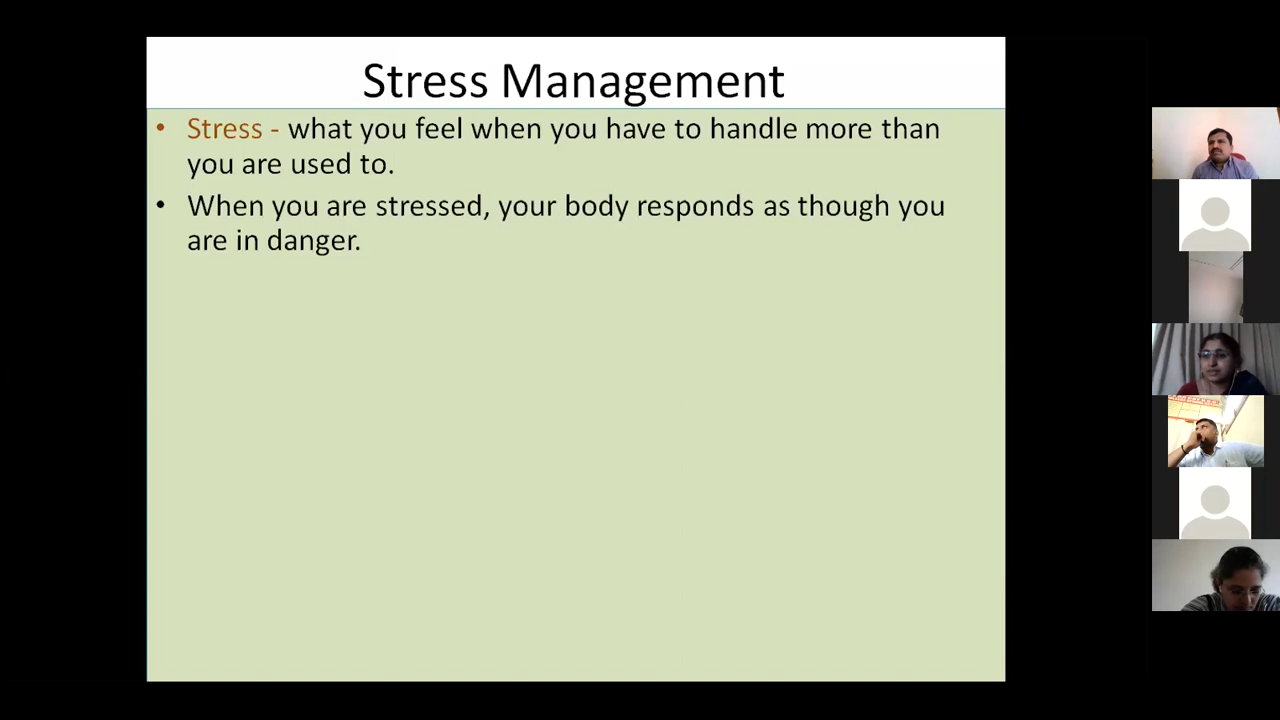 Stress Management
• Stress - what you feel when you have to handle more than
you are used to.
• When you are stressed, your body responds as though you
are in danger.